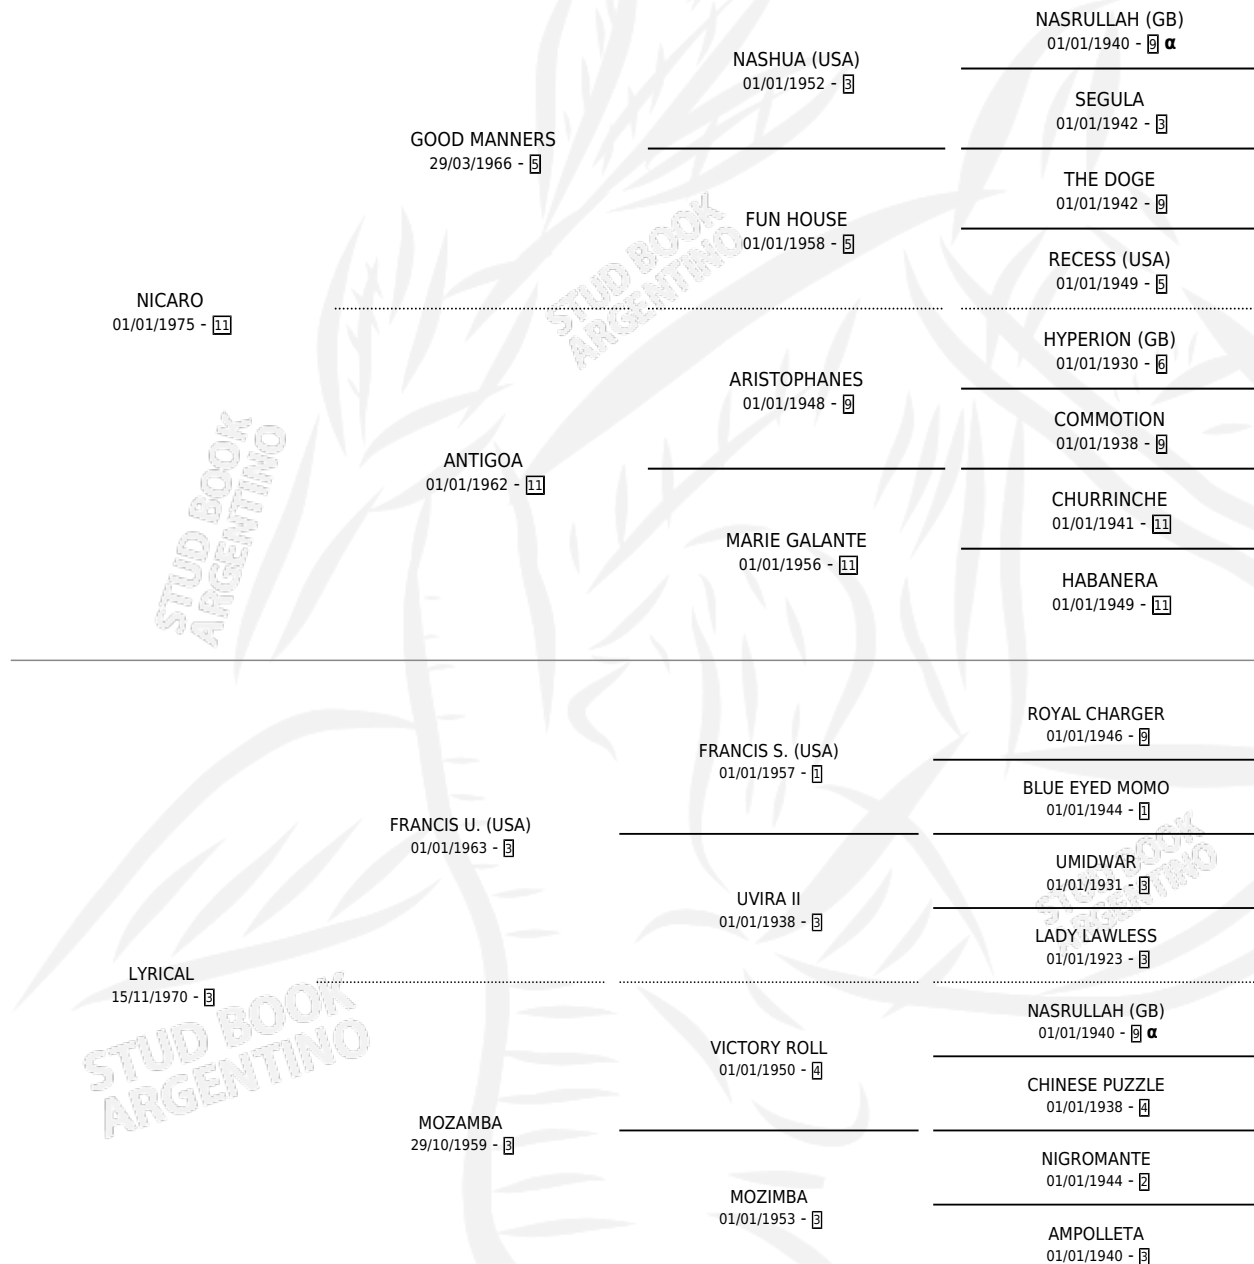 NICARO
01/01/1975 - 11
GOOD MANNERS
29/03/1966 - 5
NASHUA (USA)
01/01/1952 - 3
NASRULLAH (GB)
01/01/1940 - 9 α
SEGULA
01/01/1942 - 3
FUN HOUSE
01/01/1958 - 5
THE DOGE
01/01/1942 - 9
RECESS (USA)
01/01/1949 - 5
ANTIGOA
01/01/1962 - 11
ARISTOPHANES
01/01/1948 - 9
HYPERION (GB)
01/01/1930 - 6
COMMOTION
01/01/1938 - 9
MARIE GALANTE
01/01/1956 - 11
CHURRINCHE
01/01/1941 - 11
HABANERA
01/01/1949 - 11
LYRICAL
15/11/1970 - 3
FRANCIS U. (USA)
01/01/1963 - 3
FRANCIS S. (USA)
01/01/1957 - 1
ROYAL CHARGER
01/01/1946 - 9
BLUE EYED MOMO
01/01/1944 - 1
UVIRA II
01/01/1938 - 3
UMIDWAR
01/01/1931 - 3
LADY LAWLESS
01/01/1923 - 3
MOZAMBA
29/10/1959 - 3
VICTORY ROLL
01/01/1950 - 4
NASRULLAH (GB)
01/01/1940 - 9 α
CHINESE PUZZLE
01/01/1938 - 4
MOZIMBA
01/01/1953 - 3
NIGROMANTE
01/01/1944 - 2
AMPOLLETA
01/01/1940 - 3
STUD BOOK
ARGENTINO
STUD BOOK
ARGENTINO
STUD BOOK
ARGENTINO
STUD BOOK
ARGENTINO